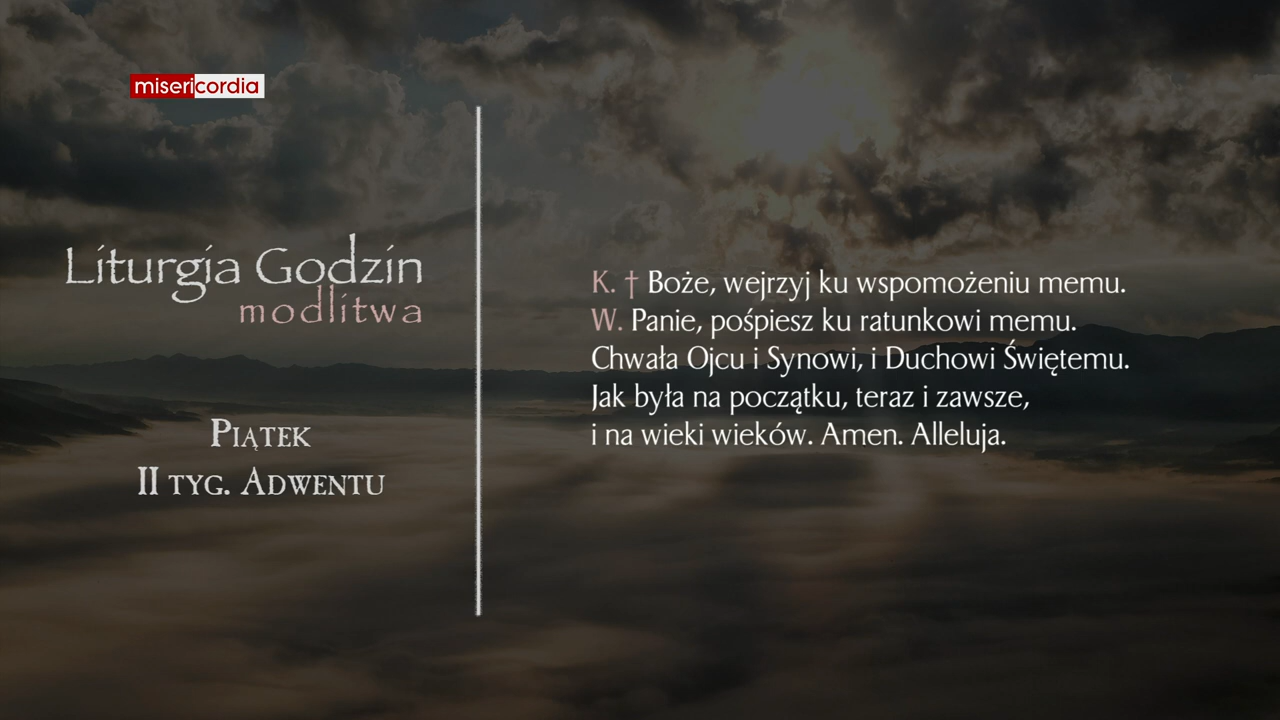 misericordia
Liturgia Godzin
modlitwa
Piątek
II tyg. Adwentu
K. † Boże, wejrzyj ku wspomożeniu memu.
W. Panie, pośpiesz ku ratunkowi memu.
Chwała Ojcu i Synowi, i Duchowi Świętemu.
Jak była na początku, teraz i zawsze,
i na wieki wieków. Amen. Alleluja.